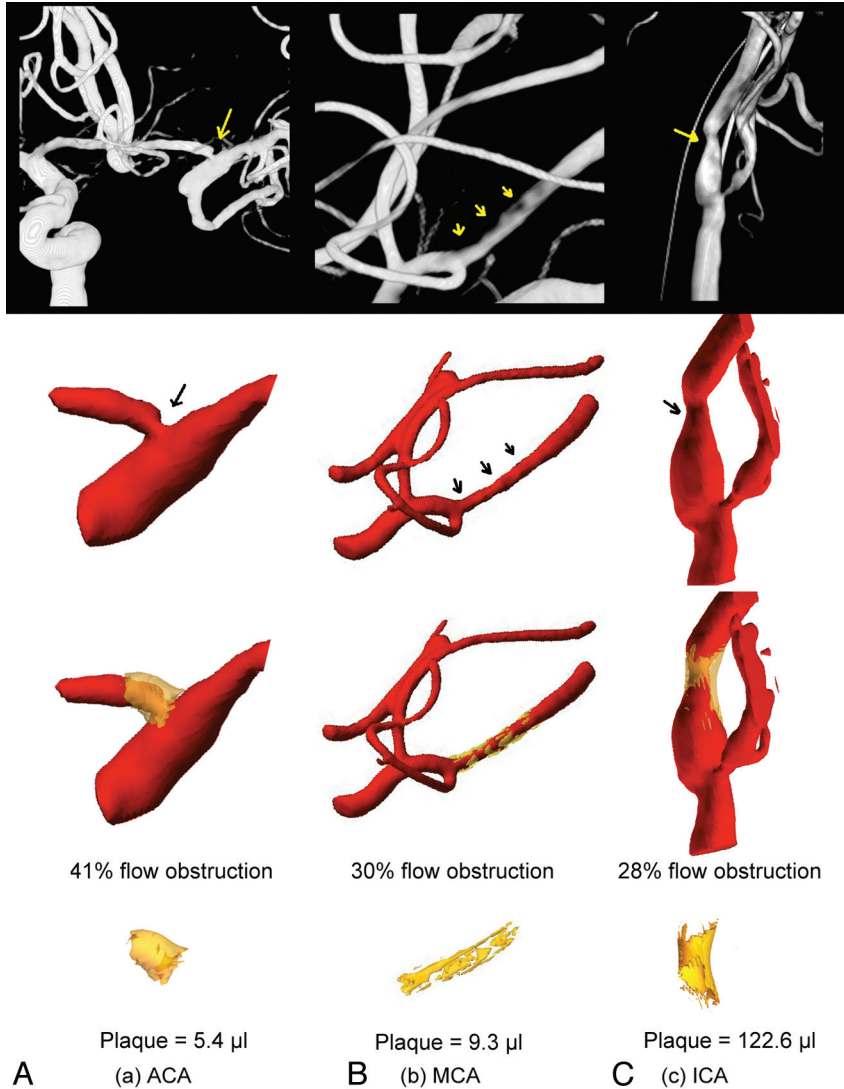 41% flow obstruction
30% flow obstruction
28% flow obstruction
Plaque = 5.4 µl
Plaque = 9.3 µl
Plaque = 122.6 µl
A (a) ACA
B (b) MCA
C (c) ICA